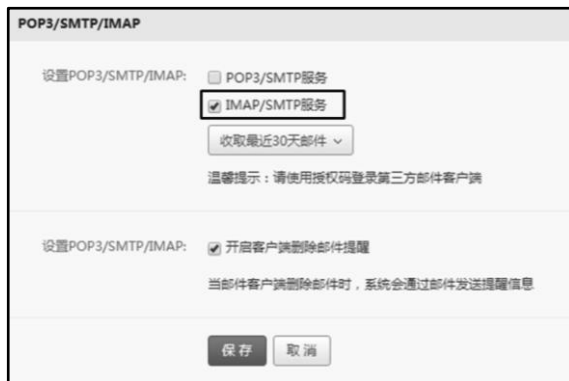 POP3/SMTP/IMAP
设置POP3/SMTP/IMAP: POP3/SMTP服务
IMAP/SMTP服务
收取最近30天邮件
温馨提示：请使用授权码登录第三方邮件客户端
设置POP3/SMTP/IMAP: 开启客户端删除邮件提醒
当邮件客户端删除邮件时，系统会通过邮件发送提醒信息
保存 取消